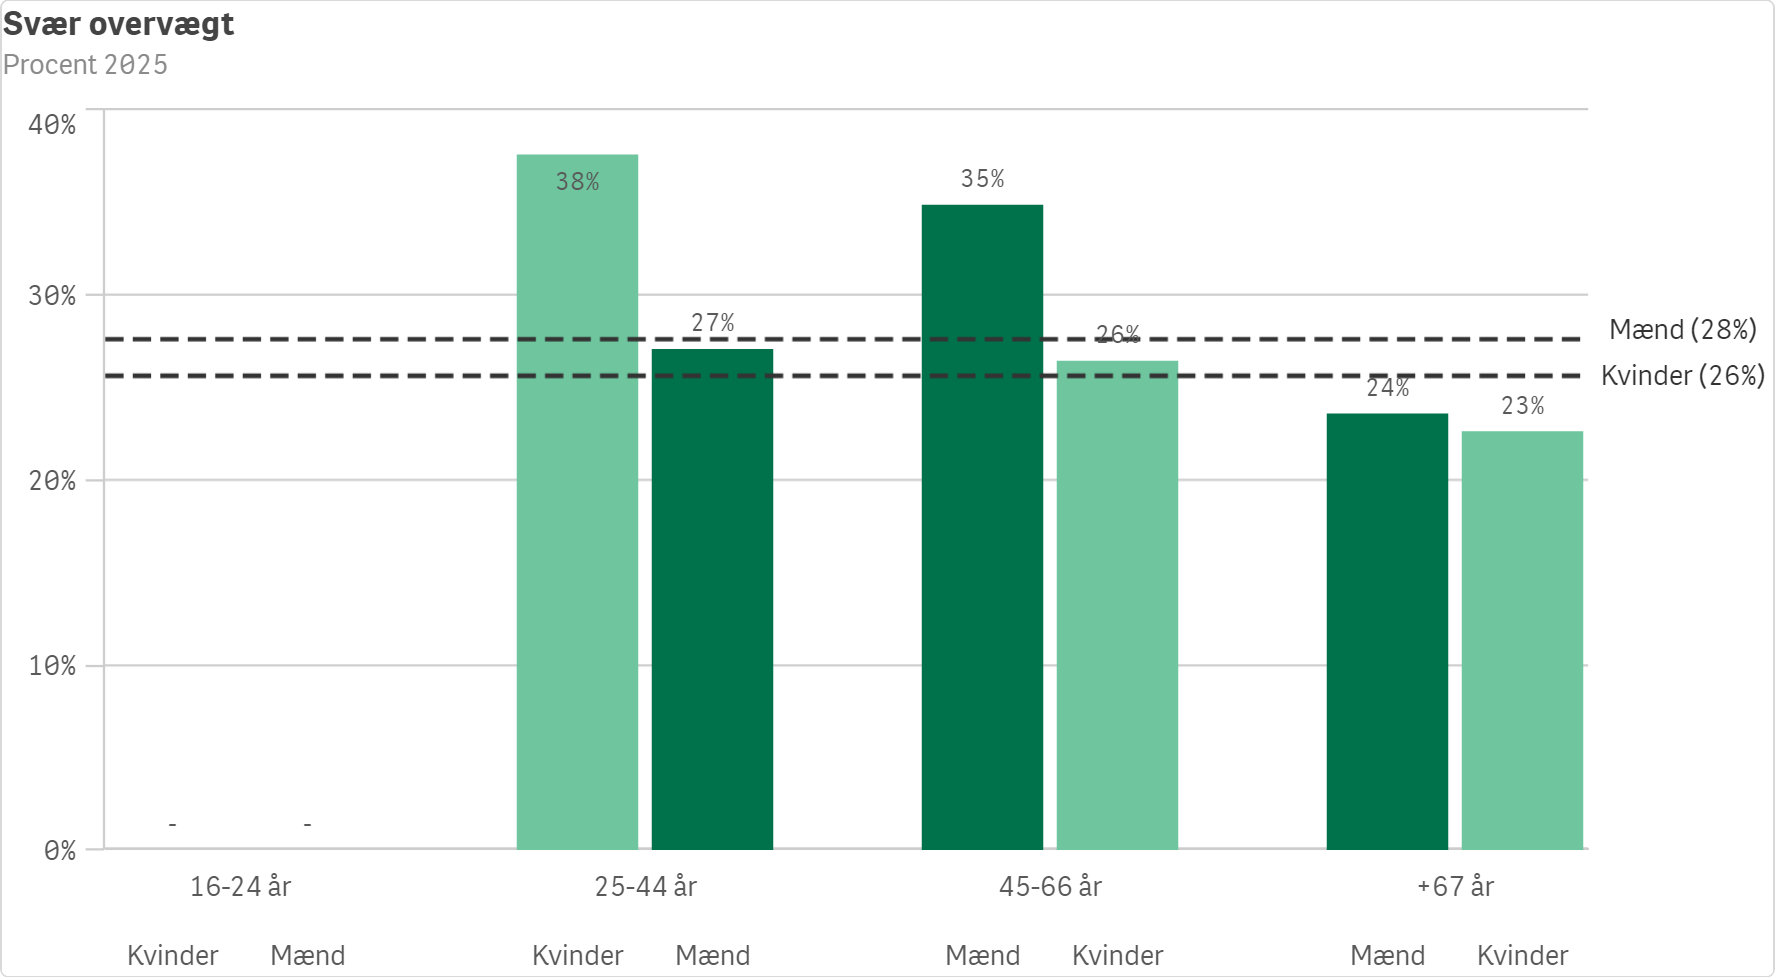 Svær overvægt
Procent 2025
40%
38%
35%
30%
27%
26%
Mænd (28%)
Kvinder (26%)
24%
23%
20%
10%
- -
0%
16-24 år 25-44 år 45-66 år +67 år
Kvinder Mænd Kvinder Mænd Mænd Kvinder Mænd Kvinder